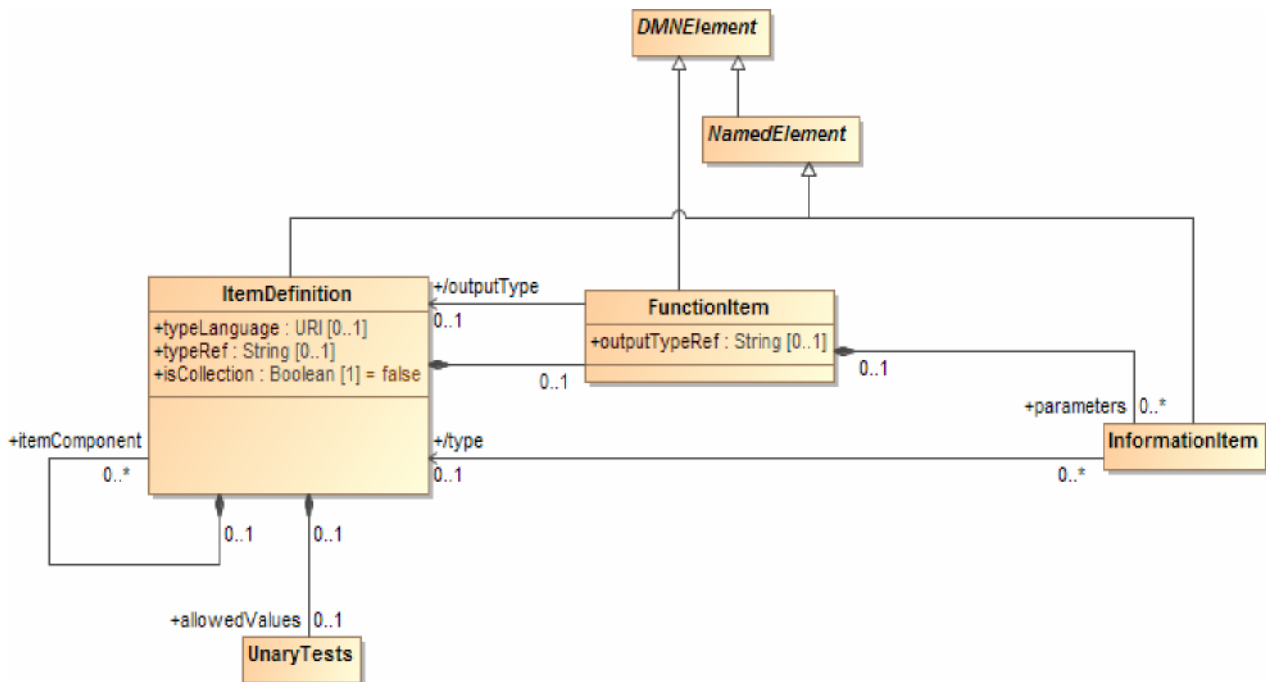 DMNElement
NamedElement
ItemDefinition
+typeLanguage : URI [0..1]
+typeRef : String [0..1]
+isCollection : Boolean [1] = false
+/outputType
0..1
FunctionItem
+outputTypeRef : String [0..1]
0..1
0..1
+parameters 0..*
InformationItem
+itemComponent
0..*
+/type
0..1
0..*
0..1
0..1
+allowedValues 0..1
UnaryTests